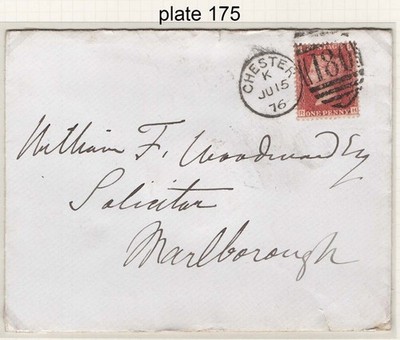 plate 175
CHESTER
K
JU 15
76
181
ONE PENNY
William F. Woodward Esq
Solicitor
Marlborough